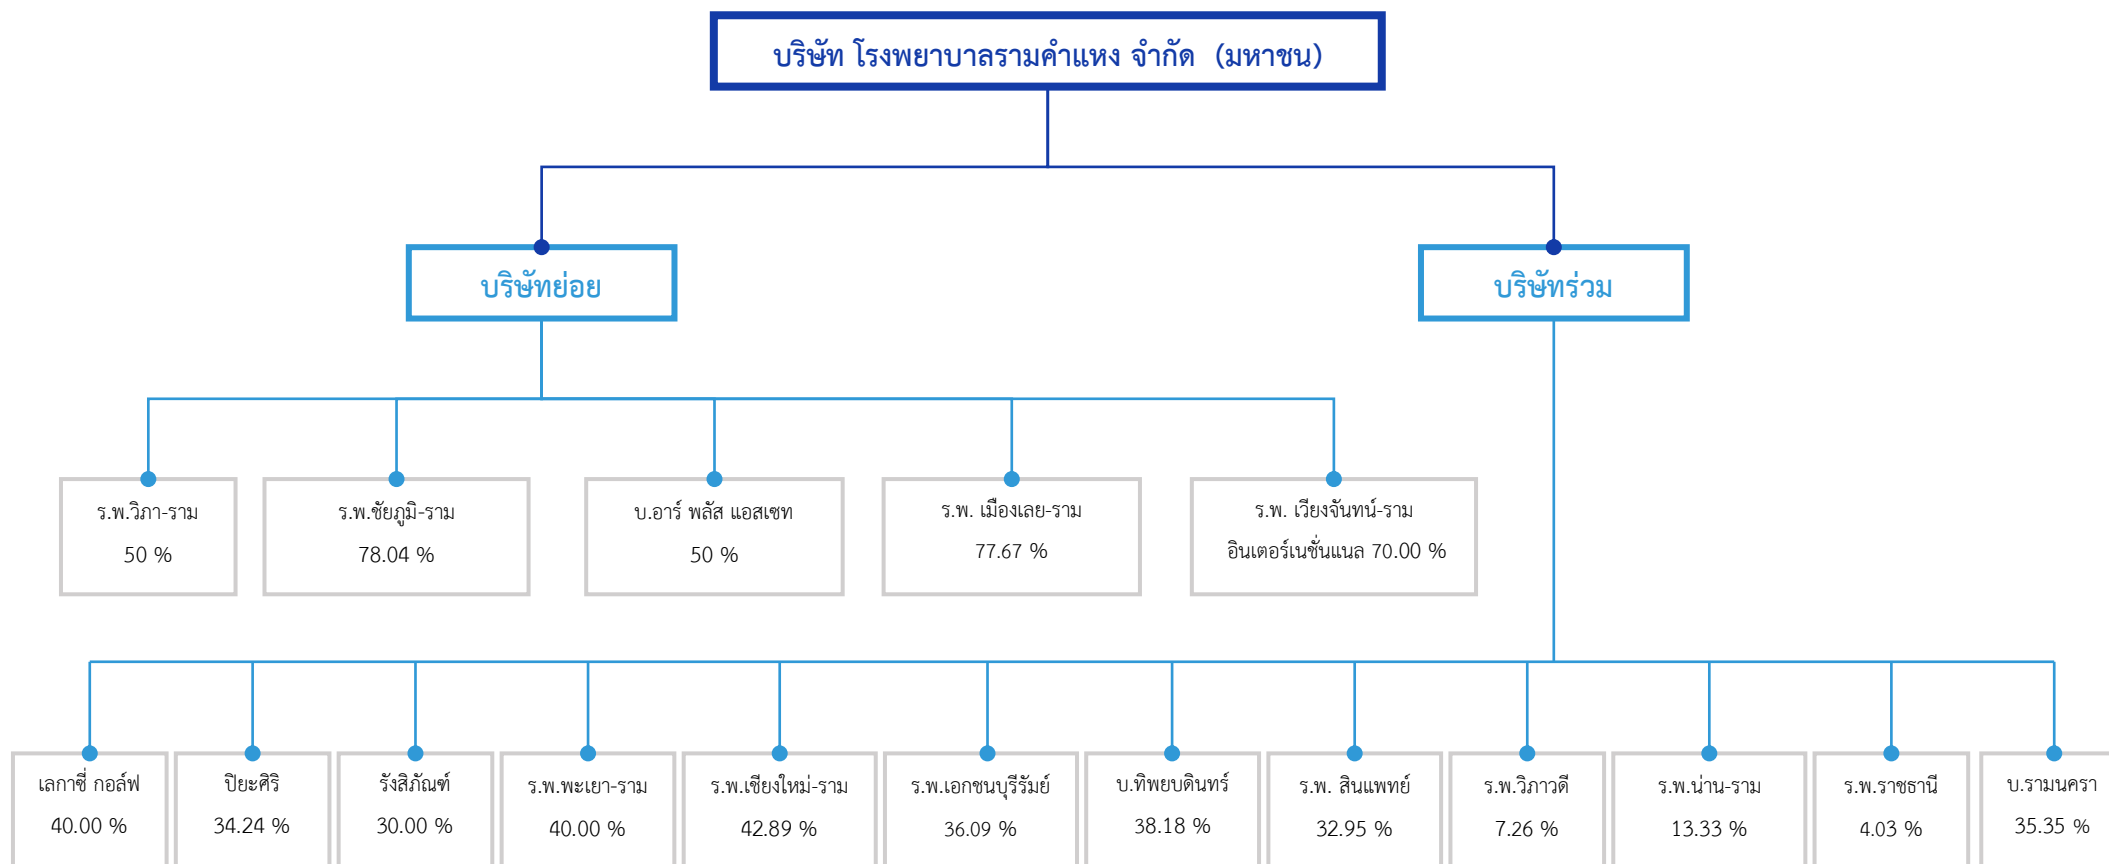 บริษัท โรงพยาบาลรามคำแหง จำกัด (มหาชน)
บริษัทย่อย
บริษัทร่วม
ร.พ.วิภา-ราม
50 %
ร.พ.ชัยภูมิ-ราม
78.04 %
บ.อาร์ พลัส แอสเซท
50 %
ร.พ. เมืองเลย-ราม
77.67 %
ร.พ. เวียงจันทน์-ราม
อินเตอร์เนชั่นแนล 70.00 %
เลกาซี่ กอล์ฟ
40.00 %
ปิยะศิริ
34.24 %
รังสิภัณฑ์
30.00 %
ร.พ.พะเยา-ราม
40.00 %
ร.พ.เชียงใหม่-ราม
42.89 %
ร.พ.เอกชนบุรีรัมย์
36.09 %
บ.ทิพยบดินทร์
38.18 %
ร.พ. สินแพทย์
32.95 %
ร.พ.วิภาวดี
7.26 %
ร.พ.น่าน-ราม
13.33 %
ร.พ.ราชธานี
4.03 %
บ.รามนครา
35.35 %